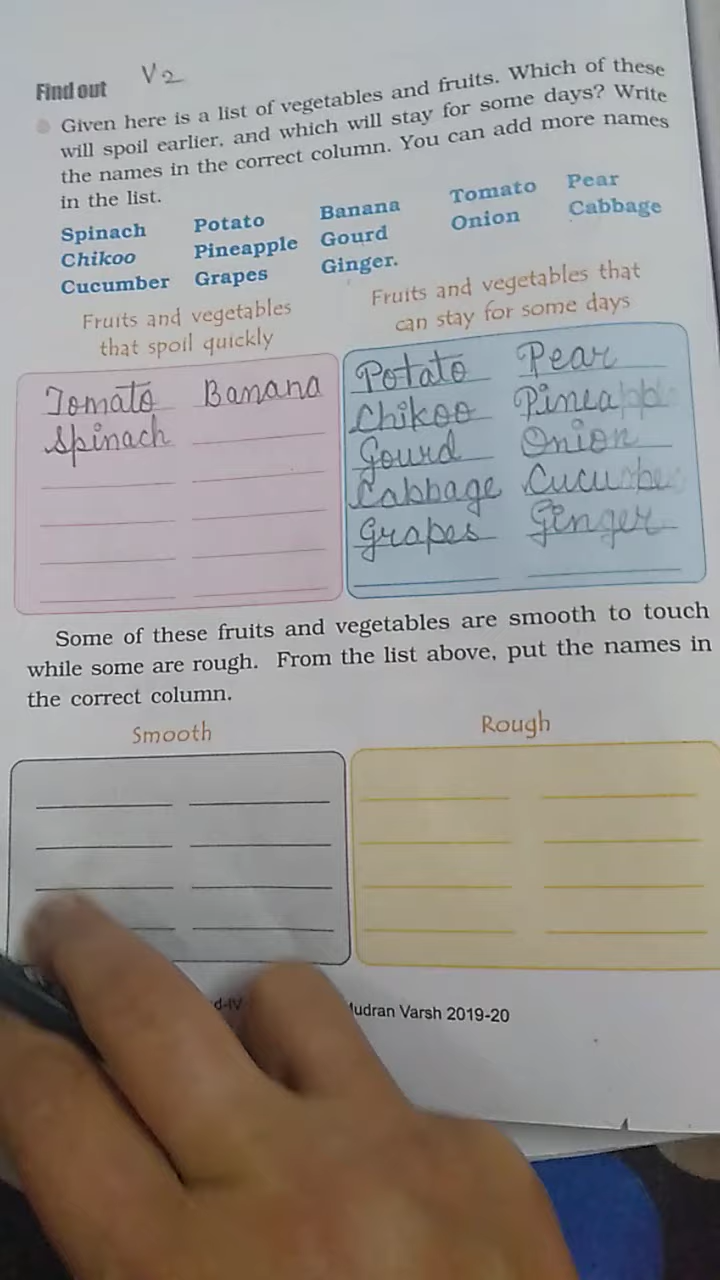 Find out V2
Given here is a list of vegetables and fruits. Which of these
will spoil earlier, and which will stay for some days? Write
the names in the correct column. You can add more names
in the list.
Spinach Potato Banana Tomato Pear
Chikoo Pineapple Gourd Onion Cabbage
Cucumber Grapes Ginger.
Fruits and vegetables
that spoil quickly
Fruits and vegetables that
can stay for some days
Tomato Banana
Spinach
Potato Pear
Chikoo Pineapple
Gourd Onion
Cabbage Cucumber
Grapes Ginger
Some of these fruits and vegetables are smooth to touch
while some are rough. From the list above, put the names in
the correct column.
Smooth Rough
d-IV Mudran Varsh 2019-20